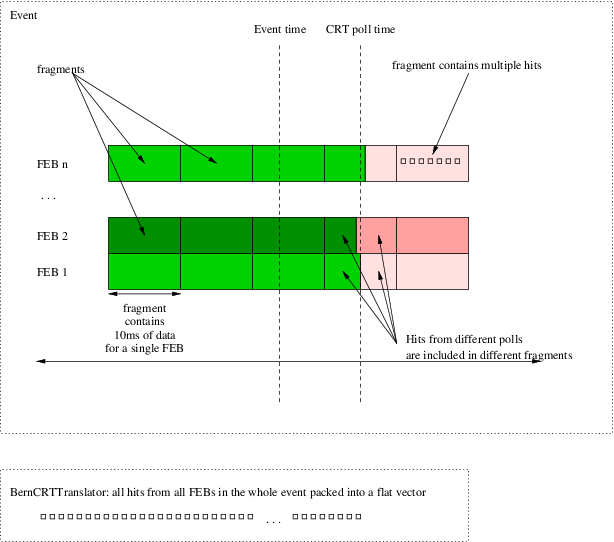 Event
Event time
CRT poll time
fragments
fragment contains multiple hits
FEB n
. . .
FEB 2
FEB 1
fragment
contains
10ms of data
for a single FEB
Hits from different polls
are included in different fragments
BernCRTTranslator: all hits from all FEBs in the whole event packed into a flat vector
. . .